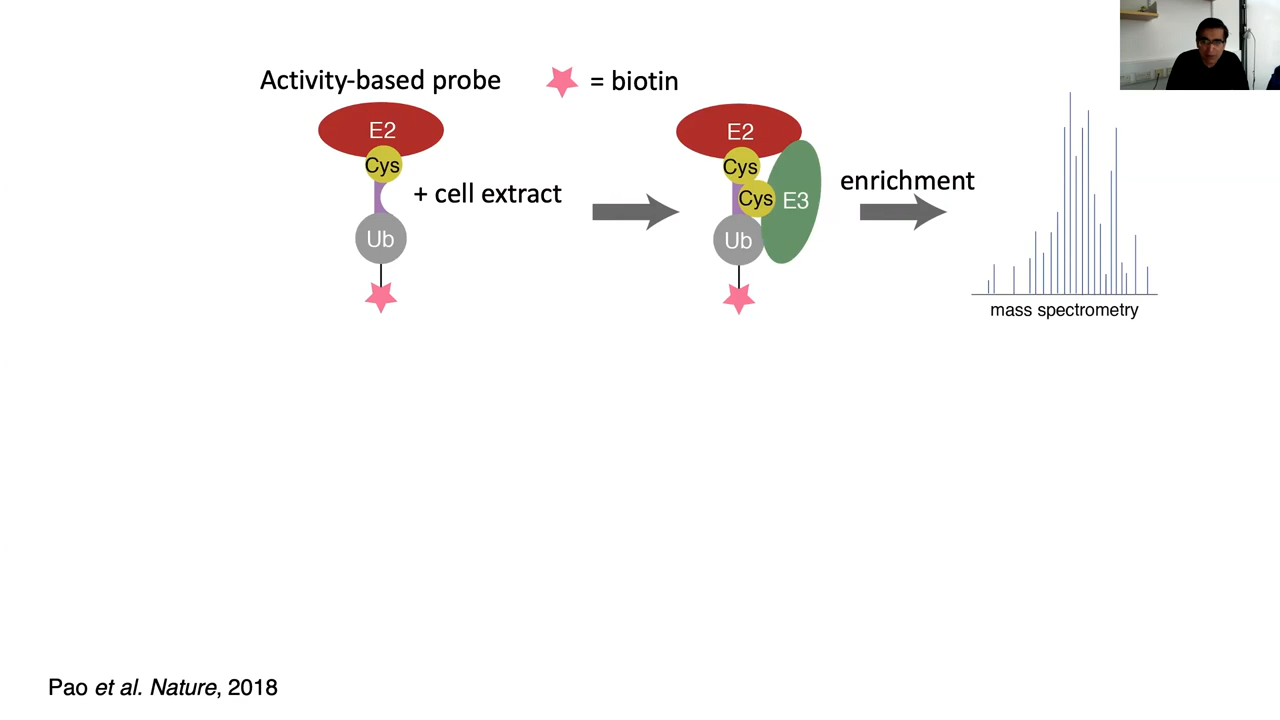 Activity-based probe
= biotin
E2
Cys
+ cell extract
Ub
E2
Cys
Cys
E3
Ub
enrichment
mass spectrometry
Pao et al. Nature, 2018